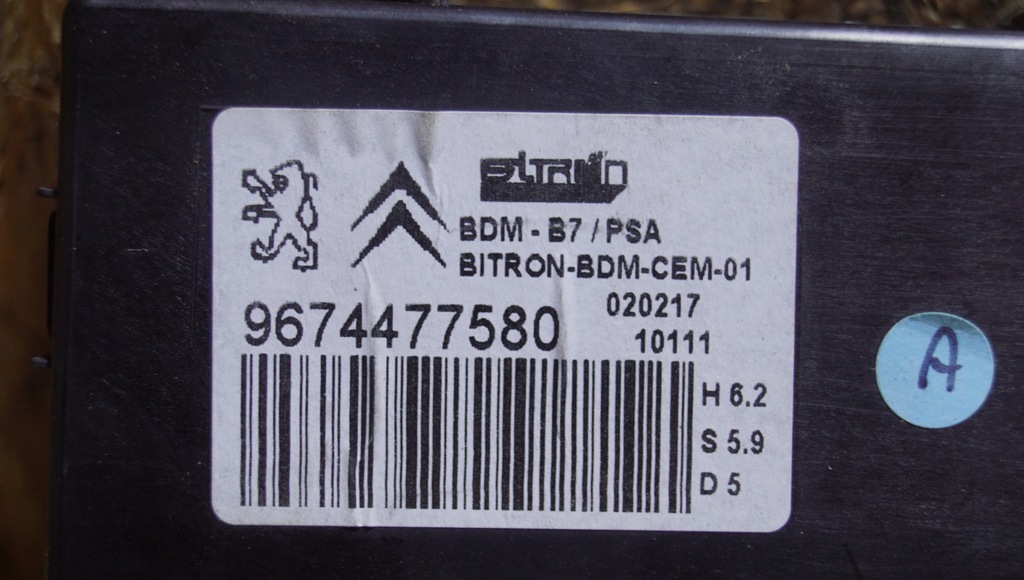 BITRON
BDM - B7 / PSA
BITRON-BDM-CEM-01
020217
9674477580
10111
H 6.2
S 5.9
D 5
A